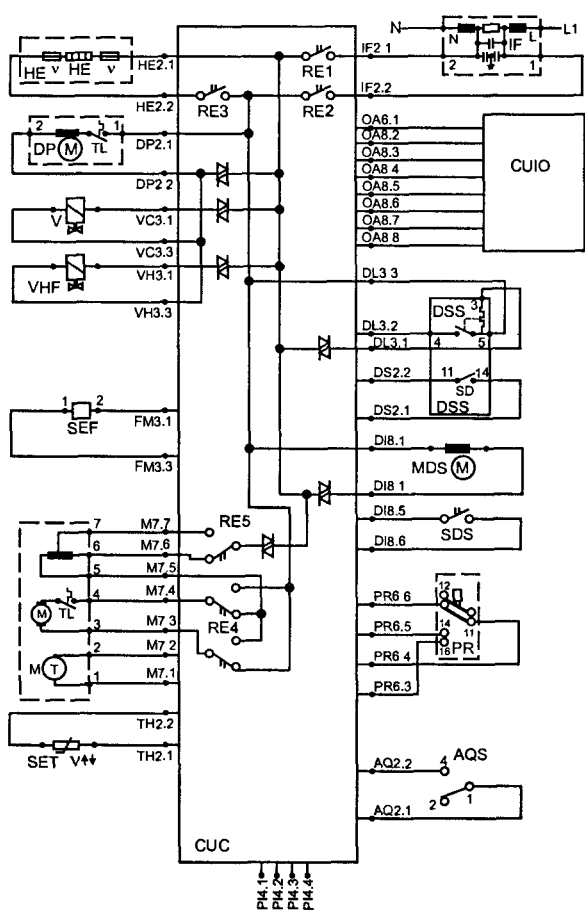 N
L1
N
IF
L
2
1
HE
v
HE
v
HE2.1
RE1
IF2 1
HE2.2
RE3
RE2
IF2.2
2
1
DP
M
TL
DP2.1
DP2 2
OA6.1
OA8.2
OA8.3
OA8 4
OA8.5
OA8.6
OA8.7
OA8 8
CUIO
V
VC3.1
VC3.3
VHF
VH3.1
VH3.3
DL3 3
DSS
3
DL3.2
4
5
DL3.1
DS2.2
11
14
SD
DS2.1
DSS
1
2
SEF
FM3.1
FM3.3
DI8.1
MDS
M
DI8 1
DI8.5
SDS
DI8.6
7
M7.7
RE5
6
M7.6
5
M7.5
4
M7.4
M
TL
3
M7 3
RE4
2
M7 2
M
T
1
M7.1
PR6 6
12
PR6.5
14
11
PR6 4
16
PR
PR6.3
TH2.2
SET
V
TH2.1
AQ2.2
4
AQS
2
1
AQ2.1
CUC
PI4.1
PI4.2
PI4.3
PI4.4